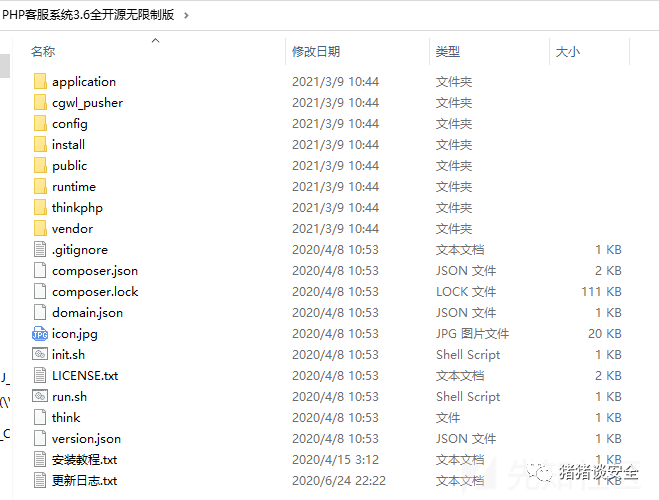 PHP客服系统3.6全开源无限制版
名称 修改日期 类型 大小
application 2021/3/9 10:44 文件夹
cgwl_pusher 2021/3/9 10:44 文件夹
config 2021/3/9 10:44 文件夹
install 2021/3/9 10:44 文件夹
public 2021/3/9 10:44 文件夹
runtime 2021/3/9 10:44 文件夹
thinkphp 2021/3/9 10:44 文件夹
vendor 2021/3/9 10:44 文件夹
.gitignore 2020/4/8 10:53 文本文档 1 KB
composer.json 2020/4/8 10:53 JSON 文件 2 KB
composer.lock 2020/4/8 10:53 LOCK 文件 111 KB
domain.json 2020/4/8 10:53 JSON 文件 1 KB
icon.jpg 2020/4/8 10:53 JPG 图片文件 20 KB
init.sh 2020/4/8 10:53 Shell Script 1 KB
LICENSE.txt 2020/4/8 10:53 文本文档 2 KB
run.sh 2020/4/8 10:53 Shell Script 1 KB
think 2020/4/8 10:53 文件 1 KB
version.json 2020/4/8 10:53 JSON 文件 1 KB
安装教程.txt 2020/4/15 3:12 文本文档 1 KB
更新日志.txt 2020/6/24 22:22 文本文档 1 KB
猪猪谈安全